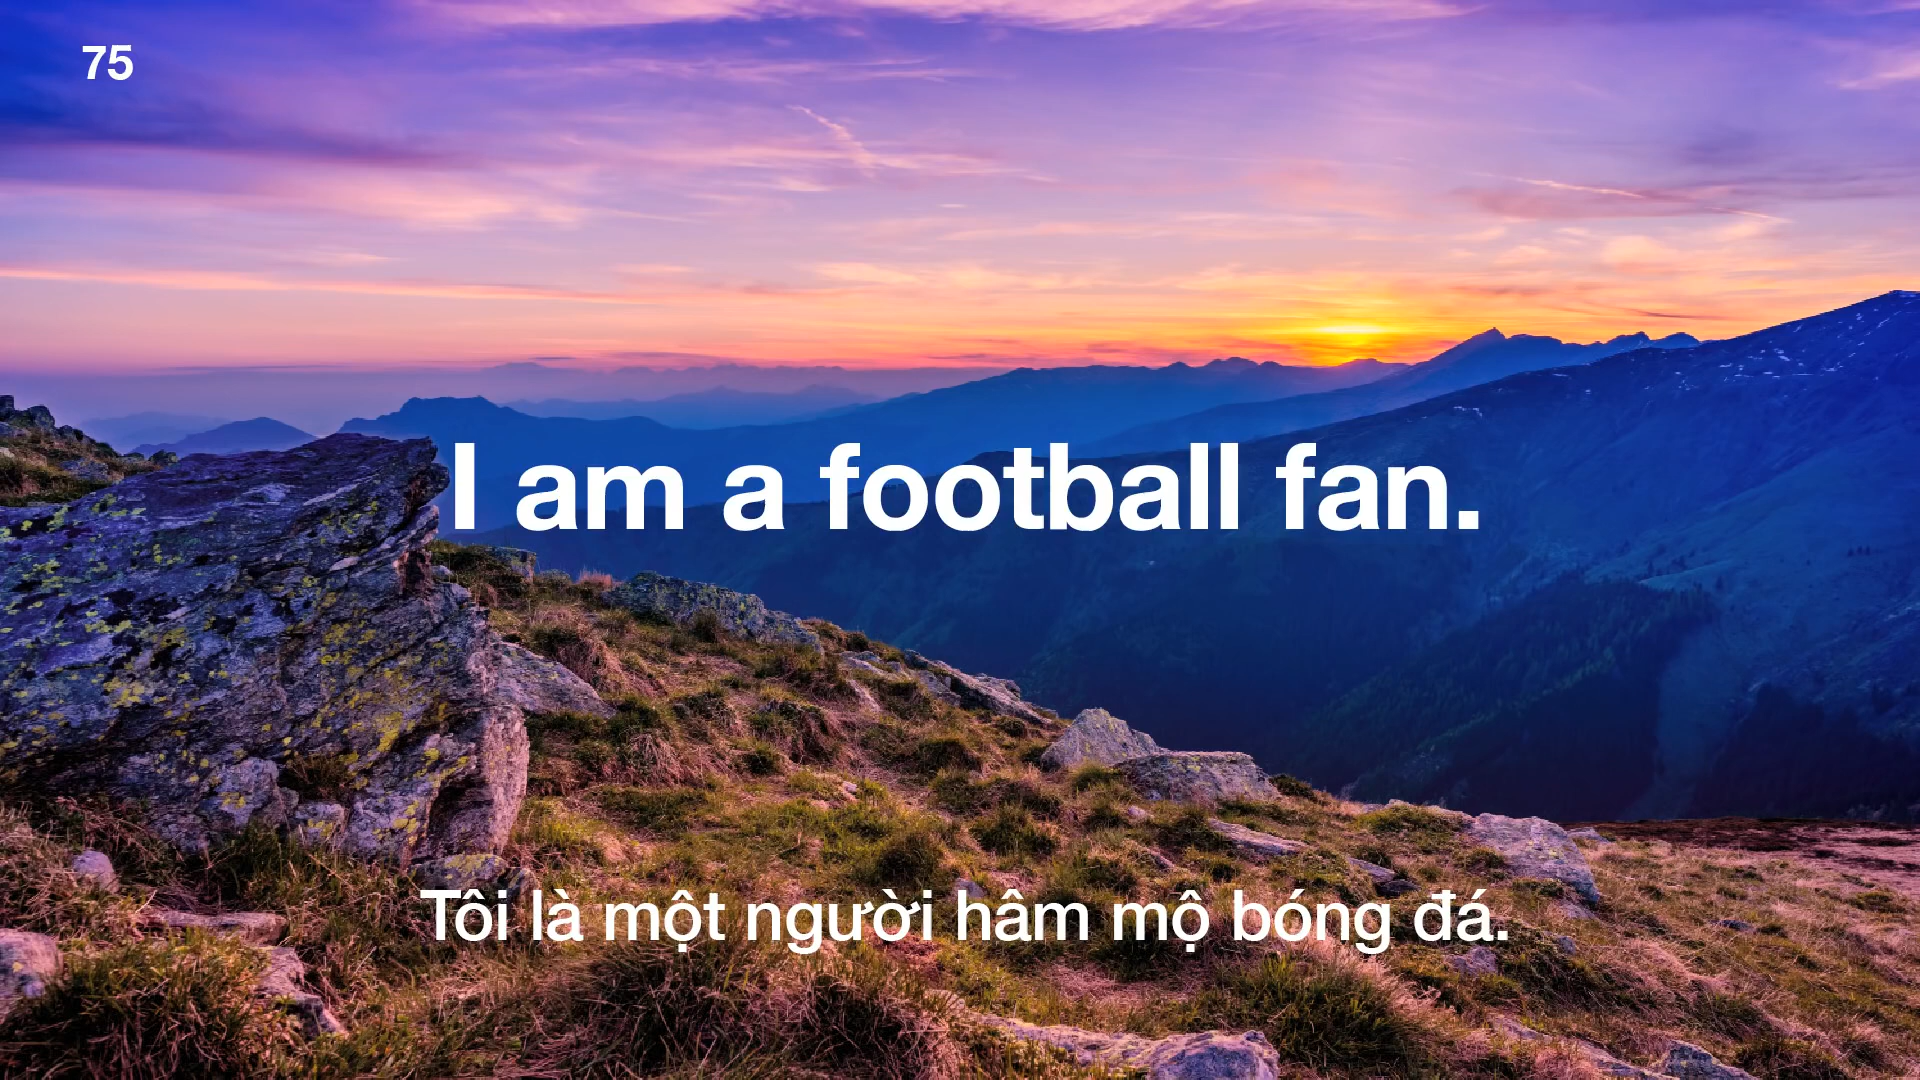 75
I am a football fan.
Tôi là một người hâm mộ bóng đá.